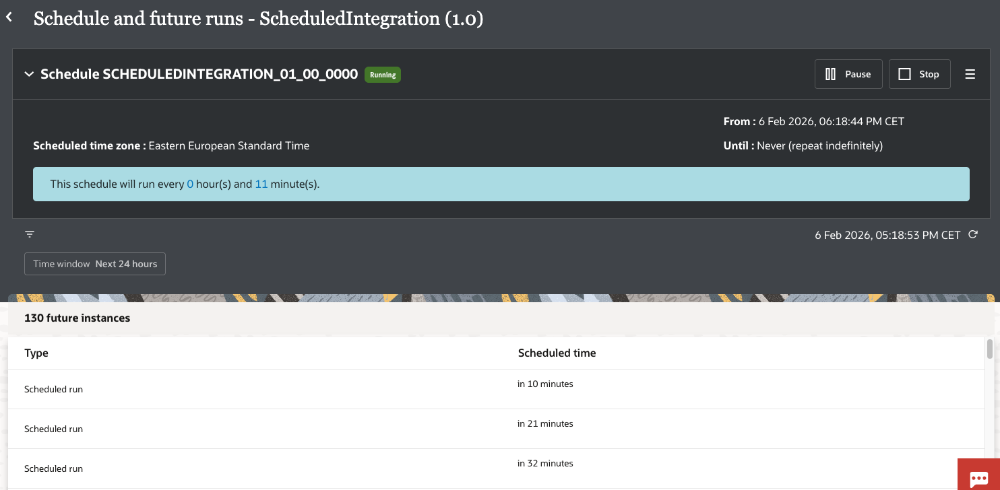 Schedule and future runs - ScheduledIntegration (1.0)
Schedule SCHEDULEDINTEGRATION_01_00_0000 Running Pause Stop
From : 6 Feb 2026, 06:18:44 PM CET
Scheduled time zone : Eastern European Standard Time Until : Never (repeat indefinitely)
This schedule will run every 0 hour(s) and 11 minute(s).
6 Feb 2026, 05:18:53 PM CET
Time window Next 24 hours
130 future instances
Type Scheduled time
Scheduled run in 10 minutes
Scheduled run in 21 minutes
Scheduled run in 32 minutes